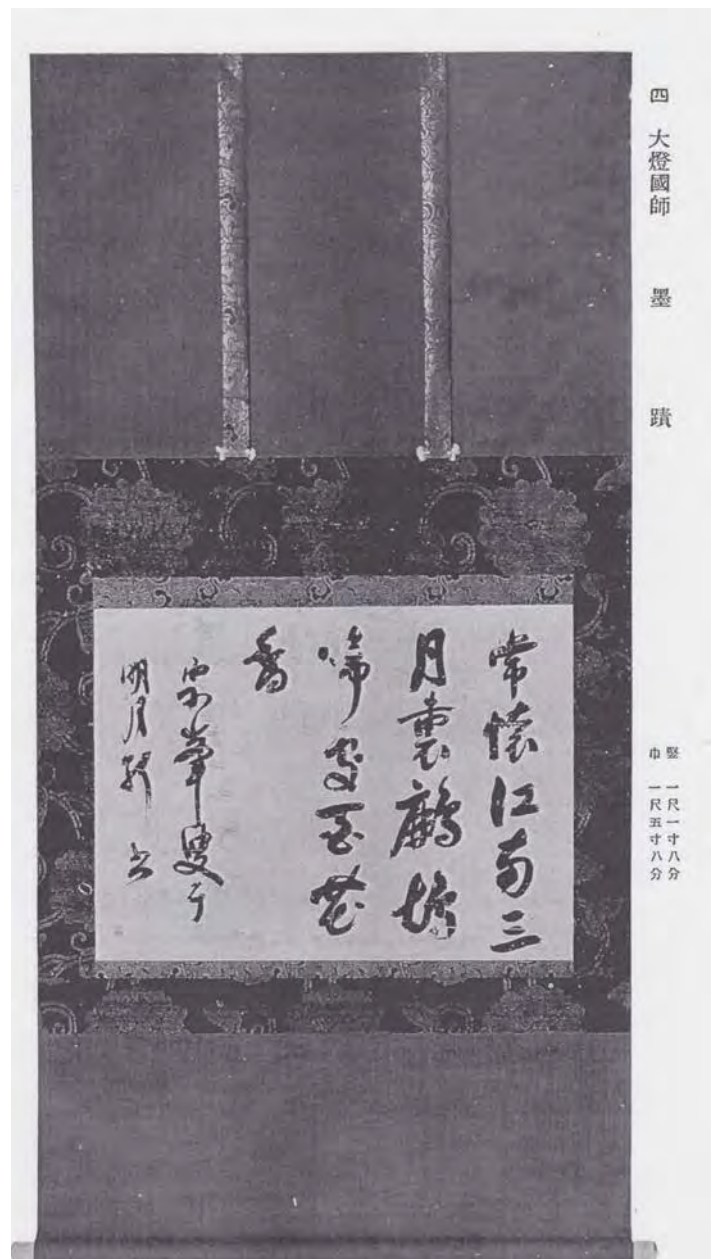 四 大燈國師 墨蹟
竪 一尺一寸八分
巾 一尺五寸八分
常憶江南三
月裏鷓鴣
啼處百花
香
宗峯叟于
明月軒書